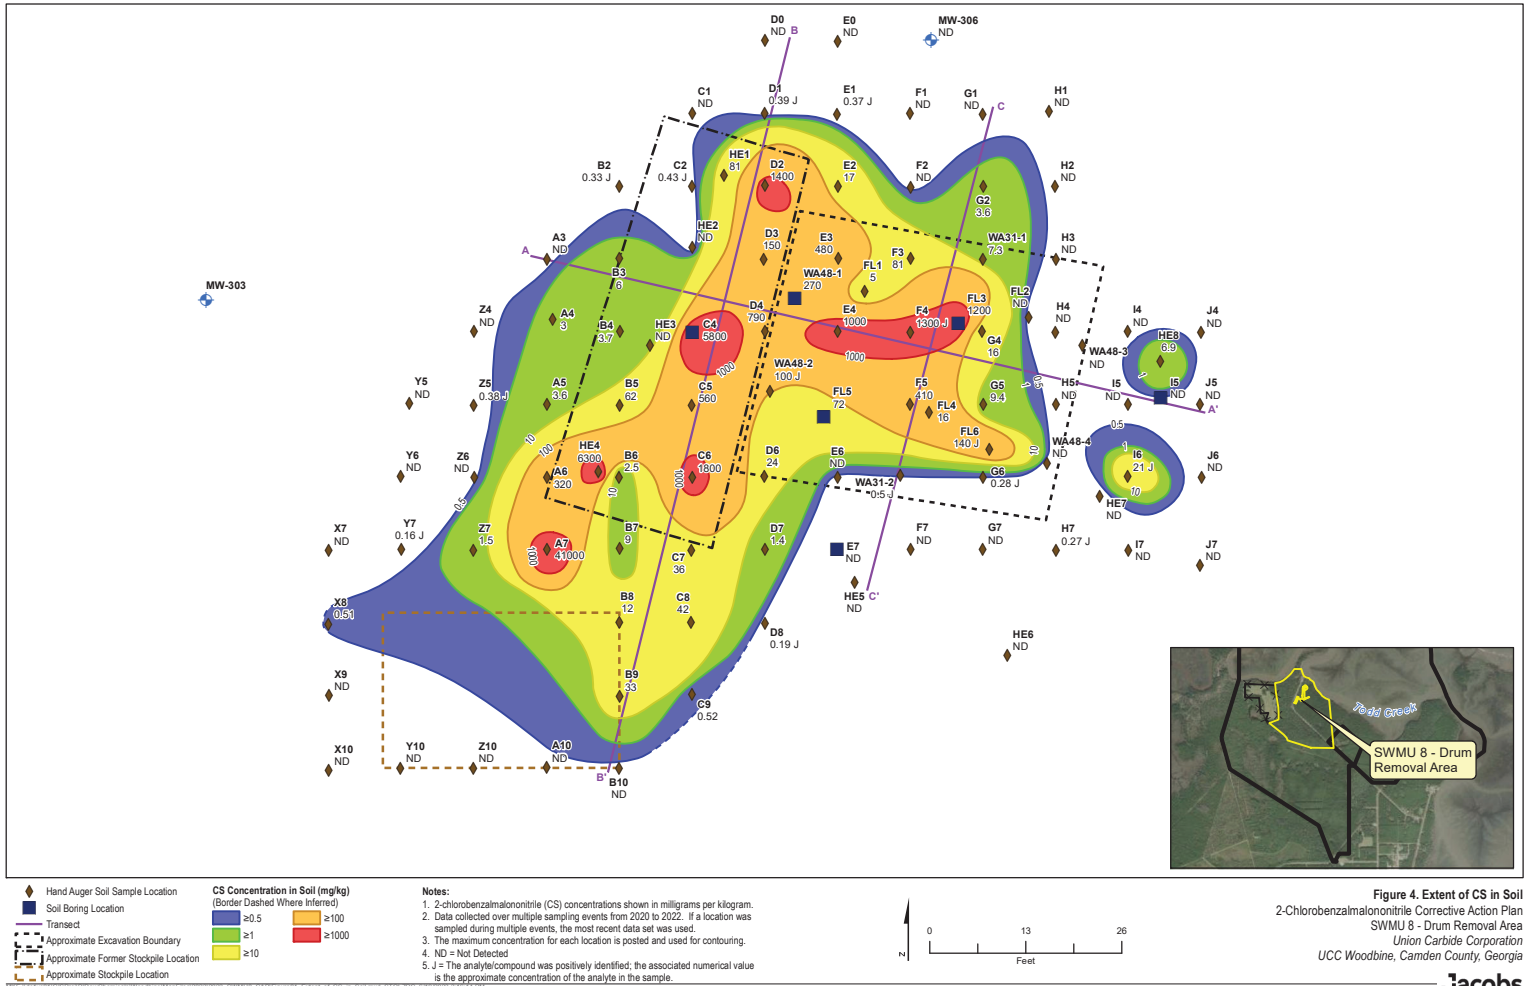 D0
ND
B
E0
ND
MW-306
ND
C1
ND
D1
0.39 J
E1
0.37 J
F1
ND
G1
ND
C
H1
ND
B2
0.33 J
C2
0.43 J
HE1
81
D2
1400
E2
17
F2
ND
G2
3.6
H2
ND
A
A3
ND
B3
6
HE2
ND
D3
150
E3
480
WA48-1
270
FL1
5
F3
81
WA31-1
7.3
H3
ND
MW-303
Z4
ND
A4
3
B4
3.7
HE3
ND
C4
5800
D4
790
E4
1000
F4
1300 J
FL3
1200
FL2
ND
G4
16
H4
ND
WA48-3
ND
I4
ND
HE8
6.9
J4
ND
1000
1000
WA48-2
100 J
Y5
ND
Z5
0.38 J
A5
3.6
B5
62
C5
560
FL5
72
F5
410
FL4
16
G5
9.4
1
0.5
H5
ND
I5
ND
1
I5
ND
J5
ND
A'
10
100
HE4
6300
Y6
ND
Z6
ND
A6
320
B6
2.5
C6
1800
D6
24
E6
ND
WA31-2
0.5 J
FL6
140 J
G6
0.28 J
10
WA48-4
ND
0.5
1
I6
21 J
10
HE7
ND
J6
ND
0.5
10
1000
X7
ND
Y7
0.16 J
Z7
1.5
A7
41000
1000
B7
9
C7
36
D7
1.4
E7
ND
F7
ND
G7
ND
H7
0.27 J
I7
ND
J7
ND
X8
0.51
B8
12
C8
42
D8
0.19 J
HE5
ND
C'
HE6
ND
X9
ND
B9
33
C9
0.52
X10
ND
Y10
ND
Z10
ND
A10
ND
B'
B10
ND
Todd Creek
SWMU 8 - Drum
Removal Area
Hand Auger Soil Sample Location
Soil Boring Location
Transect
Approximate Excavation Boundary
Approximate Former Stockpile Location
Approximate Stockpile Location
CS Concentration in Soil (mg/kg)
(Border Dashed Where Inferred)
≥0.5
≥1
≥10
≥100
≥1000
Notes:
1. 2-chlorobenzalmalononitrile (CS) concentrations shown in milligrams per kilogram.
2. Data collected over multiple sampling events from 2020 to 2022. If a location was
sampled during multiple events, the most recent data set was used.
3. The maximum concentration for each location is posted and used for contouring.
4. ND = Not Detected
5. J = The analyte/compound was positively identified; the associated numerical value
is the approximate concentration of the analyte in the sample.
N
0 13 26
Feet
Figure 4. Extent of CS in Soil
2-Chlorobenzalmalononitrile Corrective Action Plan
SWMU 8 - Drum Removal Area
Union Carbide Corporation
UCC Woodbine, Camden County, Georgia
Jacobs